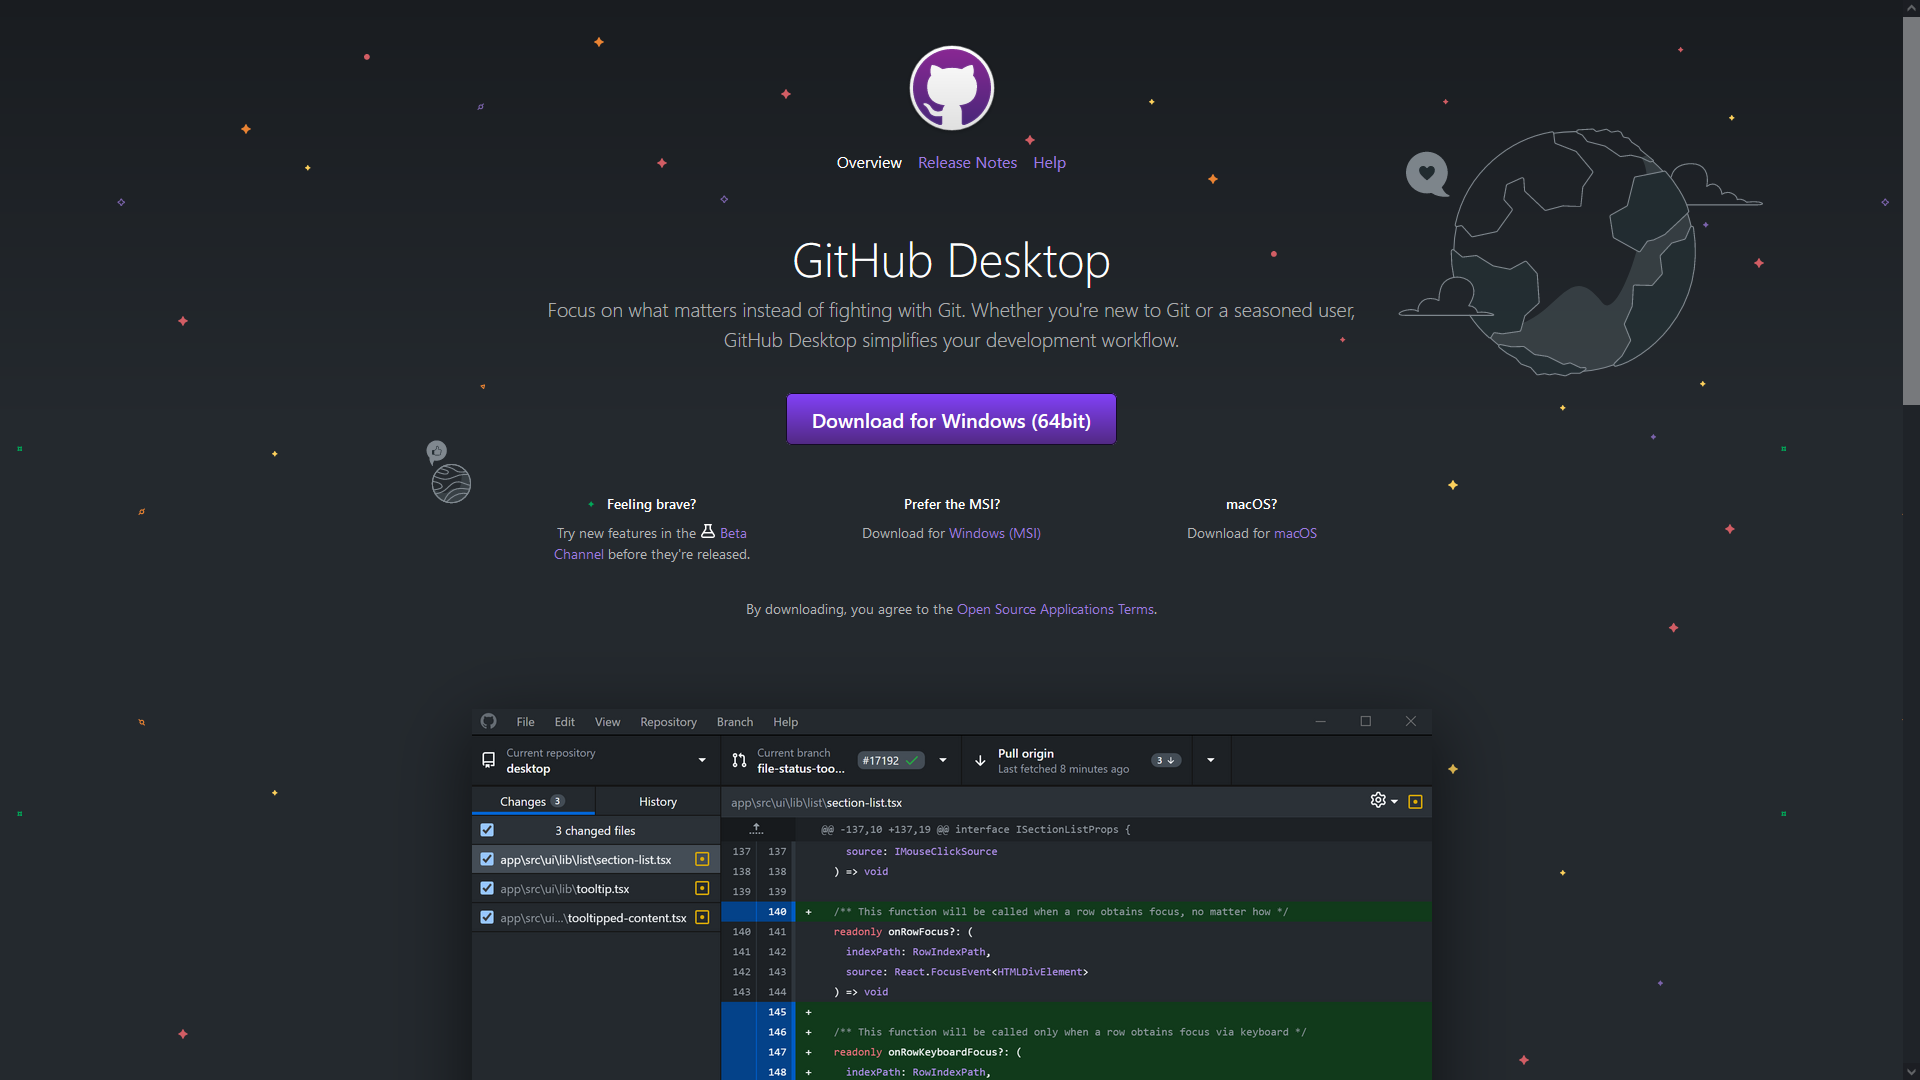 Overview Release Notes Help
GitHub Desktop
Focus on what matters instead of fighting with Git. Whether you're new to Git or a seasoned user,
GitHub Desktop simplifies your development workflow.
Download for Windows (64bit)
Feeling brave?
Try new features in the Beta
Channel before they're released.
Prefer the MSI?
Download for Windows (MSI)
macOS?
Download for macOS
By downloading, you agree to the Open Source Applications Terms.
File Edit View Repository Branch Help
Current repository
desktop
Current branch
file-status-too... #17192
Pull origin
Last fetched 8 minutes ago
3
Changes 3 History
3 changed files
app\src\ui\lib\list\section-list.tsx
app\src\ui\lib\tooltip.tsx
app\src\ui...\tooltipped-content.tsx
app\src\ui\lib\list\section-list.tsx
@@ -137,10 +137,19 @@ interface ISectionListProps {
137 137 source: IMouseClickSource
138 138 ) => void
139 139
140 + /** This function will be called when a row obtains focus, no matter how */
140 141 readonly onRowFocus?: (
141 142 indexPath: RowIndexPath,
142 143 source: React.FocusEvent<HTMLDivElement>
143 144 ) => void
145 +
146 + /** This function will be called only when a row obtains focus via keyboard */
147 + readonly onRowKeyboardFocus?: (
148 + indexPath: RowIndexPath,